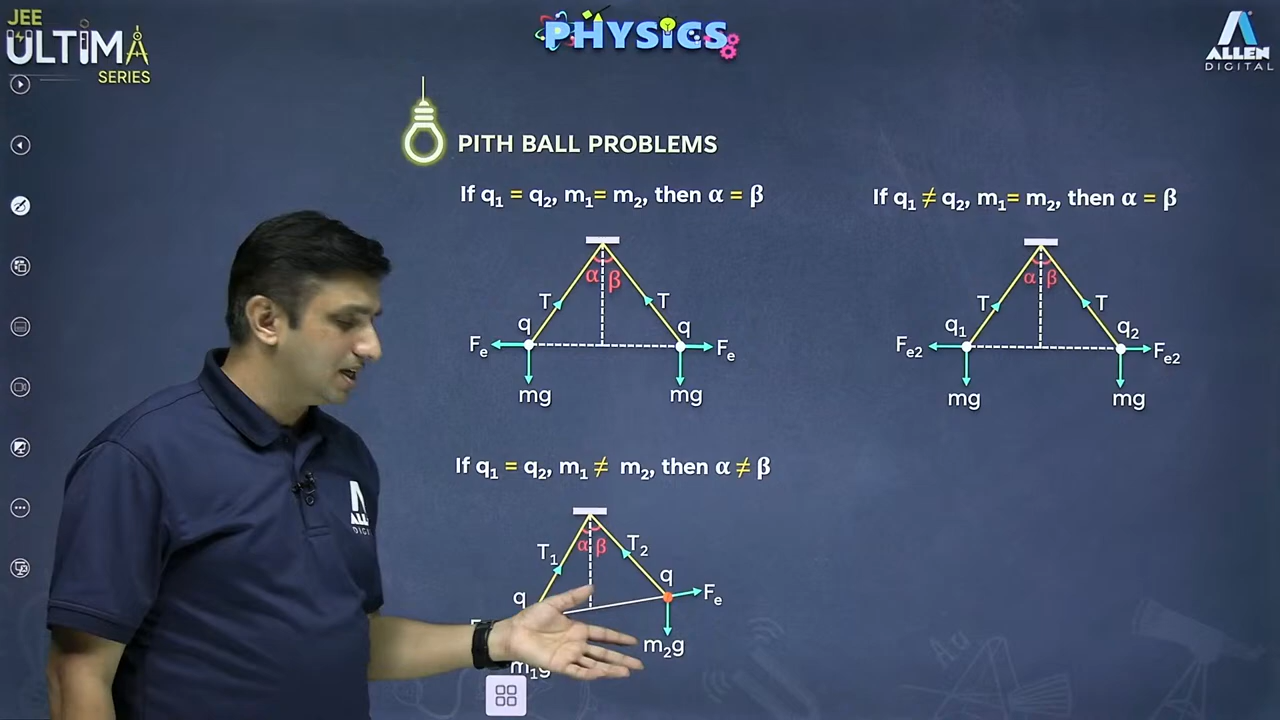 JEE
ULTIMA
SERIES
PHYSICS
ALLEN
DIGITAL
PITH BALL PROBLEMS
If q₁ = q₂, m₁= m₂, then α = β
α β
T T
q q
Fₑ Fₑ
mg mg
If q₁ ≠ q₂, m₁= m₂, then α = β
α β
T T
q₁ q₂
Fₑ₂ Fₑ₂
mg mg
If q₁ = q₂, m₁ ≠ m₂, then α ≠ β
α β
T₁ T₂
q q
Fₑ
m₂g
m₁g
ALLEN